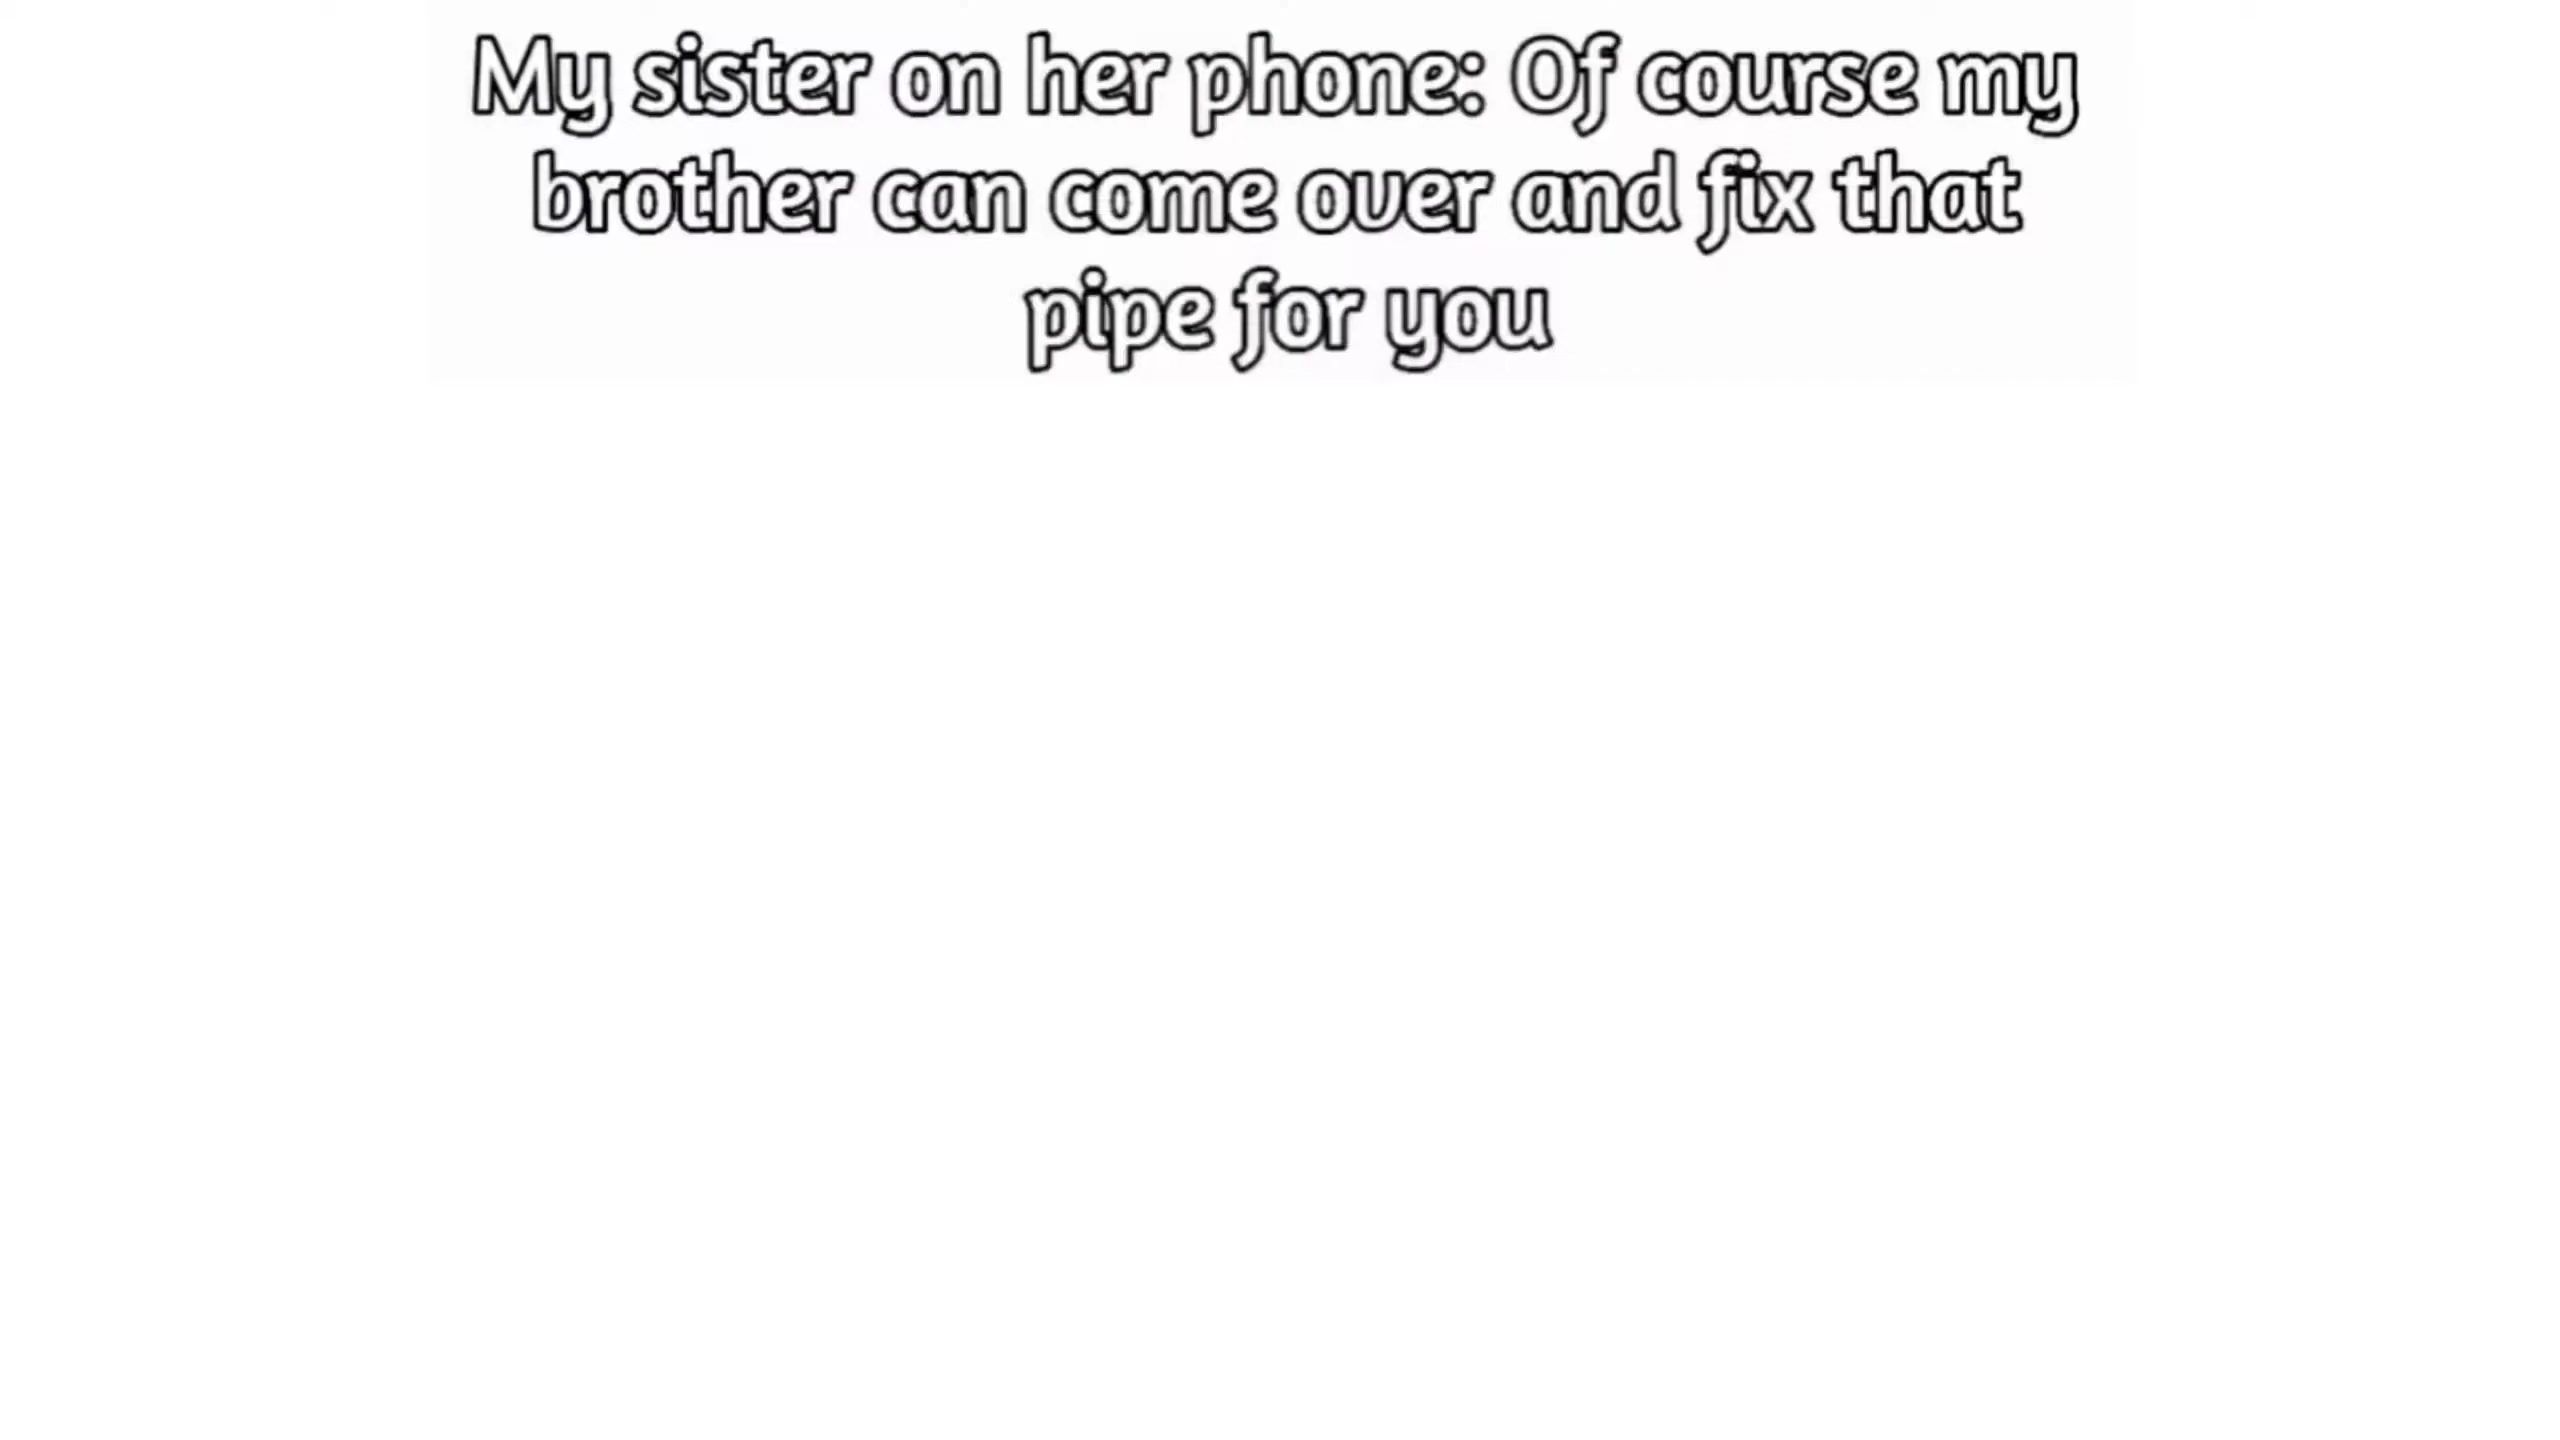 My sister on her phone: Of course my
brother can come over and fix that
pipe for you